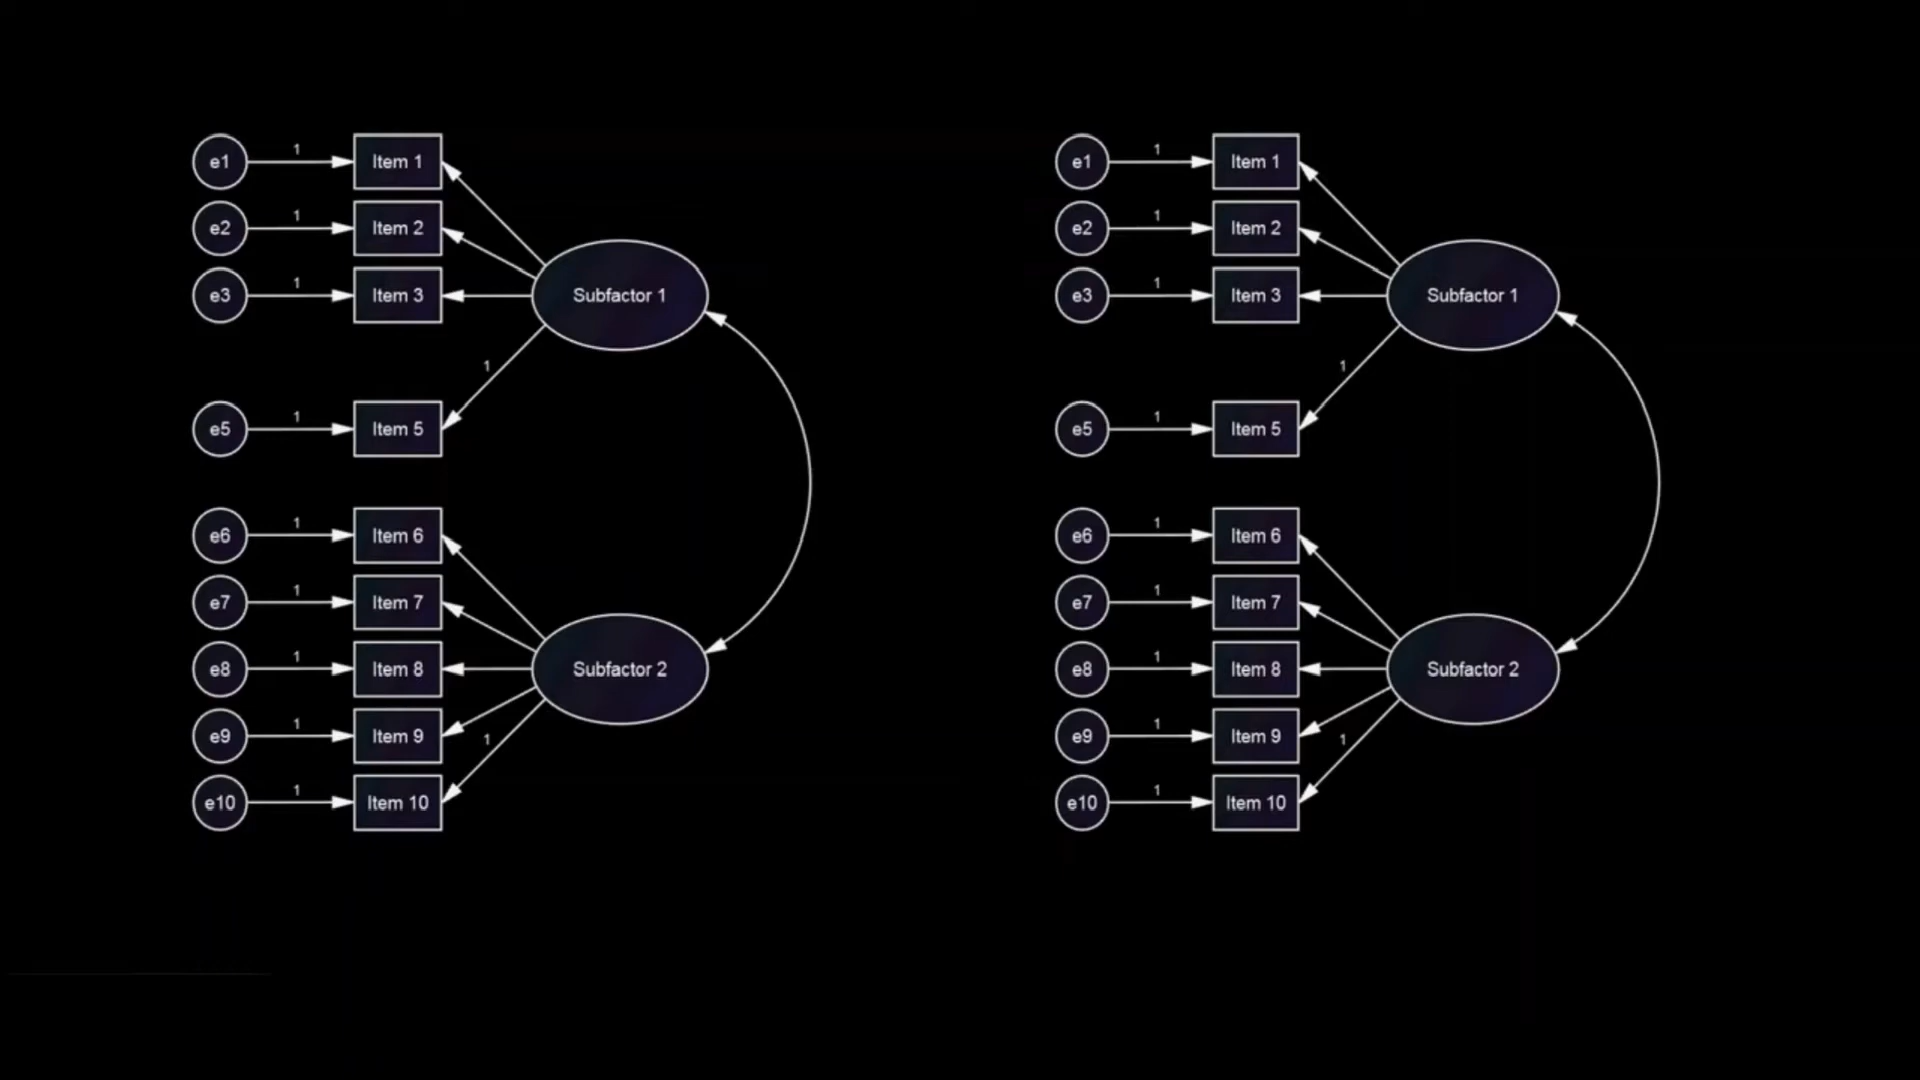 e1 1 Item 1
e2 1 Item 2
e3 1 Item 3
Subfactor 1
1
e5 1 Item 5
e6 1 Item 6
e7 1 Item 7
e8 1 Item 8
Subfactor 2
e9 1 Item 9
1
e10 1 Item 10
e1 1 Item 1
e2 1 Item 2
e3 1 Item 3
Subfactor 1
1
e5 1 Item 5
e6 1 Item 6
e7 1 Item 7
e8 1 Item 8
Subfactor 2
e9 1 Item 9
1
e10 1 Item 10